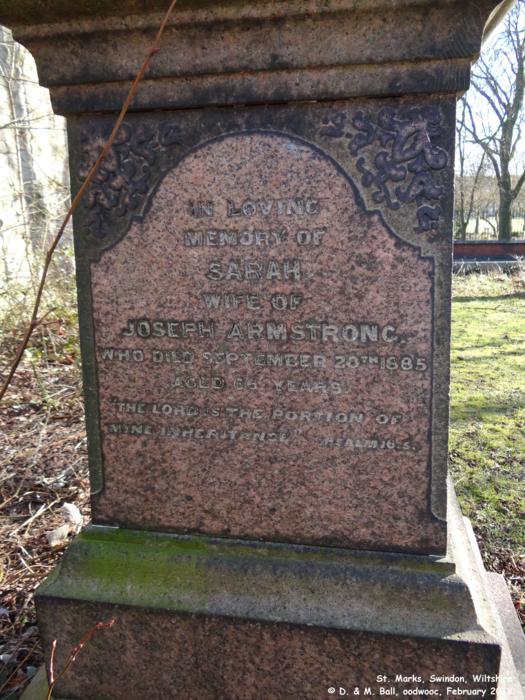 IN LOVING
MEMORY OF
SARAH
WIFE OF
JOSEPH ARMSTRONG.
WHO DIED SEPTEMBER 20TH 1885
AGED YEARS
"THE LORD IS THE PORTION OF
MINE INHERITANCE" PSALM 16.5.
St. Marks, Swindon, Wiltshire
© D. & M. Ball, oodwooc, February